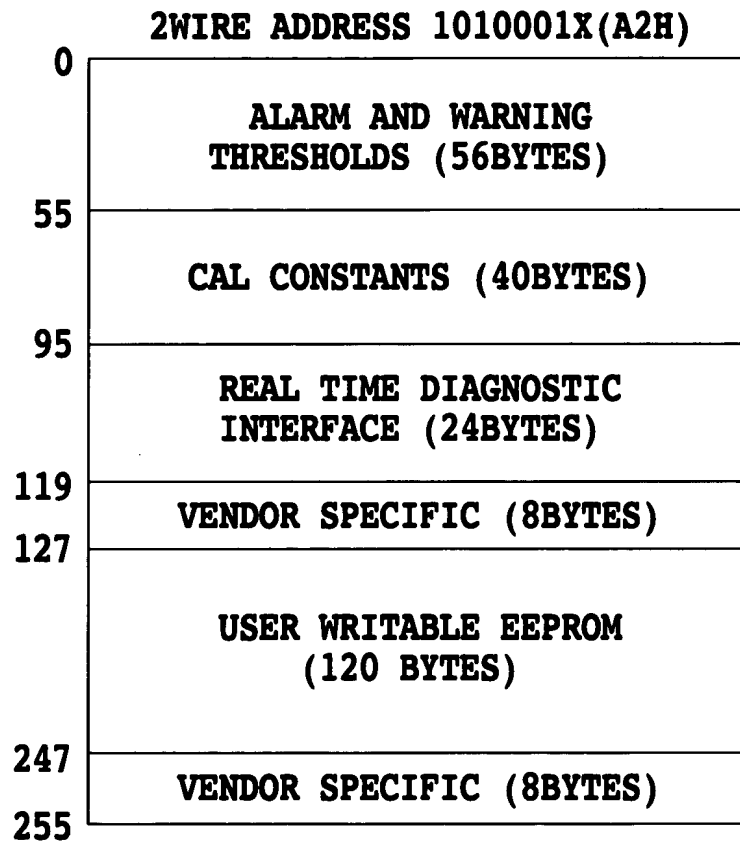 2WIRE ADDRESS 1010001X(A2H)
0
ALARM AND WARNING
THRESHOLDS (56BYTES)
55
CAL CONSTANTS (40BYTES)
95
REAL TIME DIAGNOSTIC
INTERFACE (24BYTES)
119
VENDOR SPECIFIC (8BYTES)
127
USER WRITABLE EEPROM
(120 BYTES)
247
VENDOR SPECIFIC (8BYTES)
255